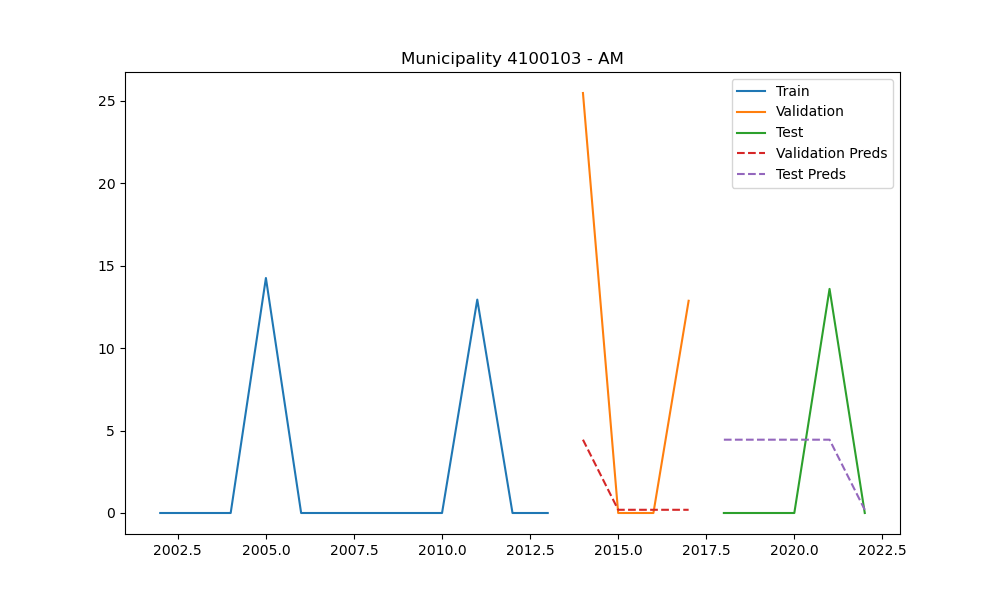 Municipality 4100103 - AM
Train
Validation
Test
Validation Preds
Test Preds
25
20
15
10
5
0
2002.5 2005.0 2007.5 2010.0 2012.5 2015.0 2017.5 2020.0 2022.5